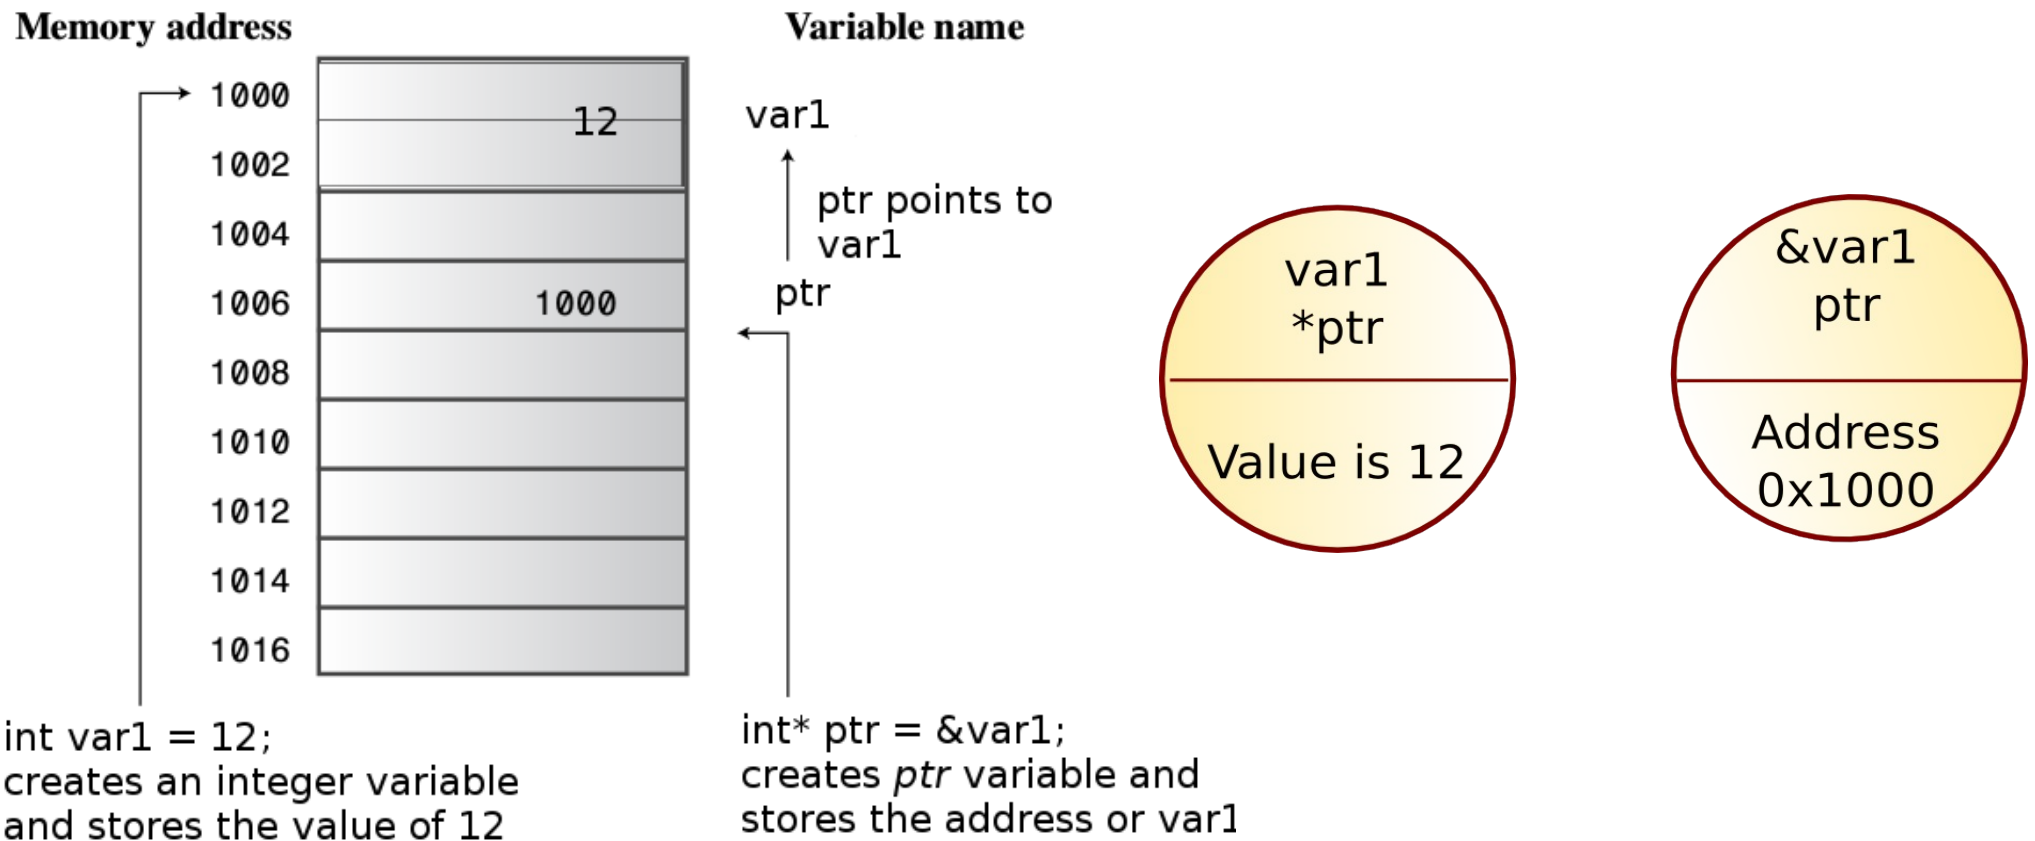 Memory address
Variable name
1000
1002
1004
1006
1008
1010
1012
1014
1016
12
1000
var1
ptr points to
var1
ptr
var1
*ptr
Value is 12
&var1
ptr
Address
0x1000
int var1 = 12;
creates an integer variable
and stores the value of 12
int* ptr = &var1;
creates ptr variable and
stores the address or var1